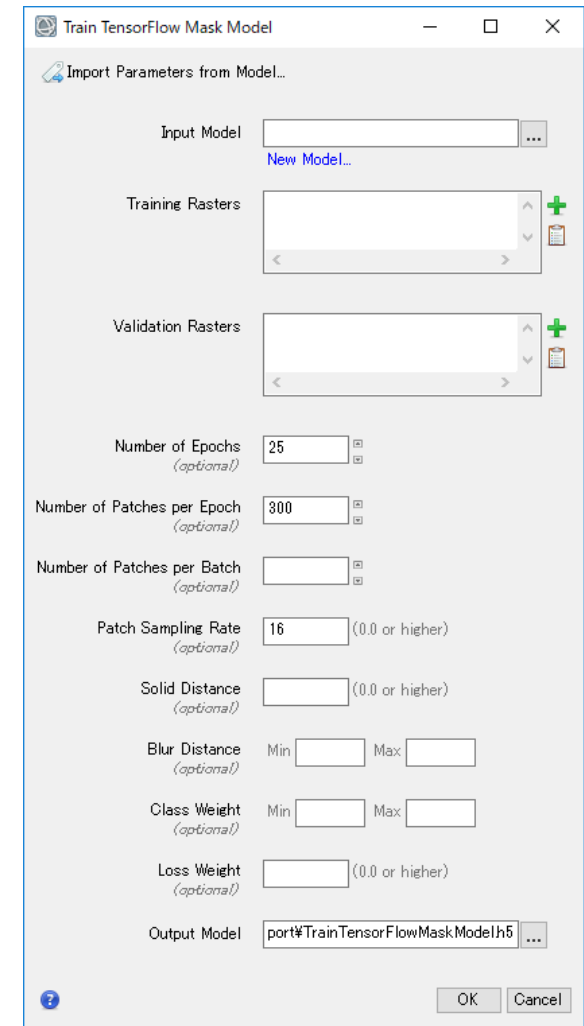 Train TensorFlow Mask Model
Import Parameters from Model...
Input Model
...
New Model...
Training Rasters
Validation Rasters
Number of Epochs 25
(optional)
Number of Patches per Epoch 300
(optional)
Number of Patches per Batch
(optional)
Patch Sampling Rate 16 (0.0 or higher)
(optional)
Solid Distance (0.0 or higher)
(optional)
Blur Distance Min Max
(optional)
Class Weight Min Max
(optional)
Loss Weight (0.0 or higher)
(optional)
Output Model port¥TrainTensorFlowMaskModel.h5 ...
? OK Cancel